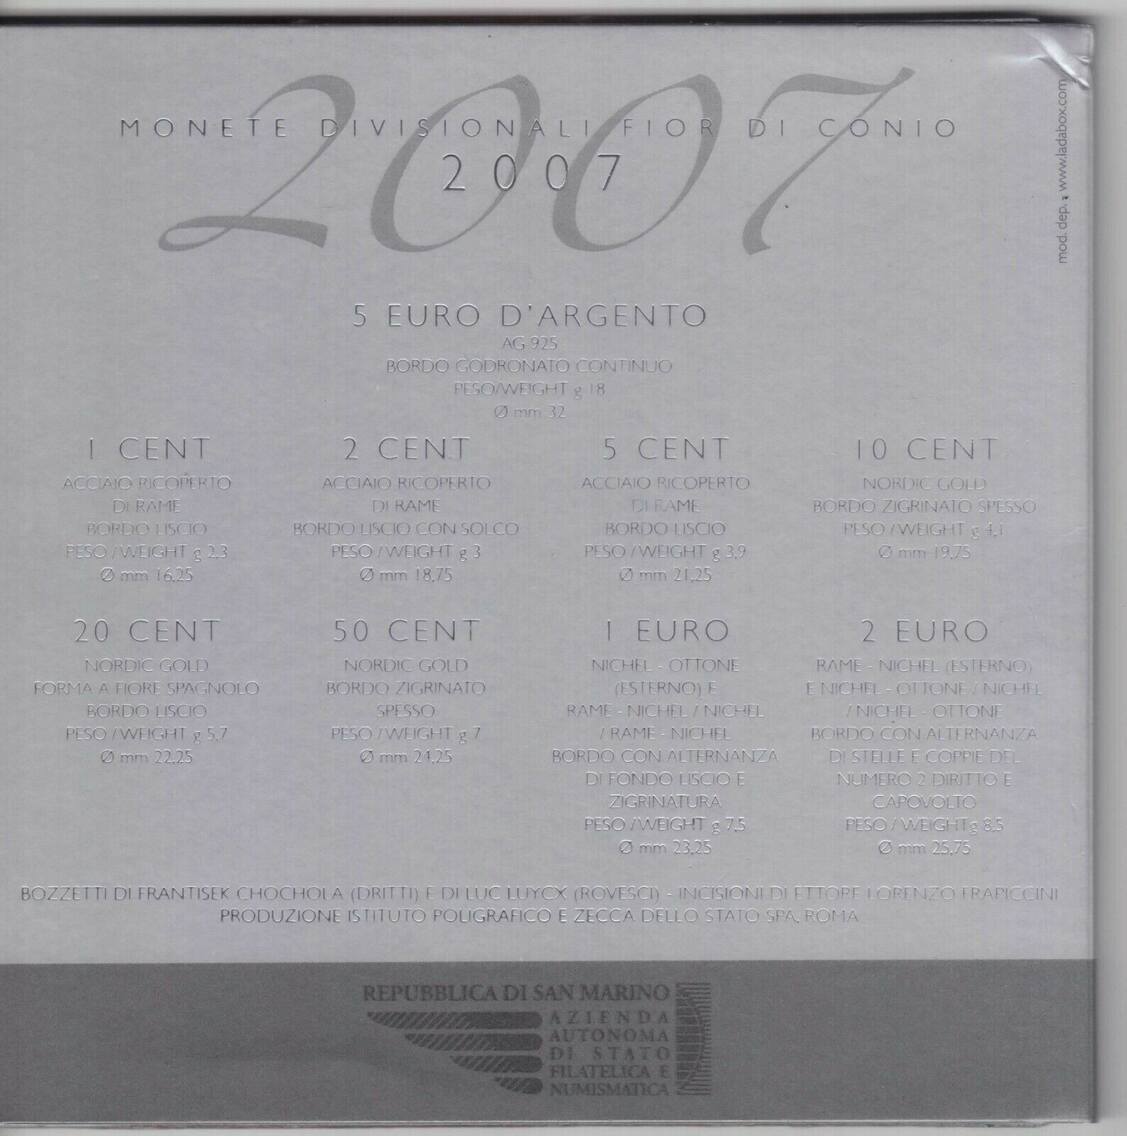 MONETE DIVISIONALI FIOR DI CONIO
2007
2007
mod. dep. - www.ladabox.com
5 EURO D'ARGENTO
AG 925
BORDO GODRONATO CONTINUO
PESO/WEIGHT g 18
Ø mm 32
1 CENT
ACCIAIO RICOPERTO
DI RAME
BORDO LISCIO
PESO / WEIGHT g 2,3
Ø mm 16,25
2 CENT
ACCIAIO RICOPERTO
DI RAME
BORDO LISCIO CON SOLCO
PESO / WEIGHT g 3
Ø mm 18,75
5 CENT
ACCIAIO RICOPERTO
DI RAME
BORDO LISCIO
PESO / WEIGHT g 3,9
Ø mm 21,25
10 CENT
NORDIC GOLD
BORDO ZIGRINATO SPESSO
PESO / WEIGHT g 4,1
Ø mm 19,75
20 CENT
NORDIC GOLD
FORMA A FIORE SPAGNOLO
BORDO LISCIO
PESO / WEIGHT g 5,7
Ø mm 22,25
50 CENT
NORDIC GOLD
BORDO ZIGRINATO
SPESSO
PESO / WEIGHT g 7
Ø mm 24,25
1 EURO
NICHEL - OTTONE
(ESTERNO) E
RAME - NICHEL / NICHEL
/ RAME - NICHEL
BORDO CON ALTERNANZA
DI FONDO LISCIO E
ZIGRINATURA
PESO / WEIGHT g 7,5
Ø mm 23,25
2 EURO
RAME - NICHEL (ESTERNO)
E NICHEL - OTTONE / NICHEL
/ NICHEL - OTTONE
BORDO CON ALTERNANZA
DI STELLE E COPPIE DEL
NUMERO 2 DIRITTO E
CAPOVOLTO
PESO / WEIGHT g 8,5
Ø mm 25,75
BOZZETTI DI FRANTISEK CHOCHOLA (DRITTI) E DI LUC LUYCX (ROVESCI) - INCISIONI DI ETTORE LORENZO FRAPICCINI
PRODUZIONE ISTITUTO POLIGRAFICO E ZECCA DELLO STATO SPA, ROMA
REPUBBLICA DI SAN MARINO
AZIENDA
AUTONOMA
DI STATO
FILATELICA E
NUMISMATICA